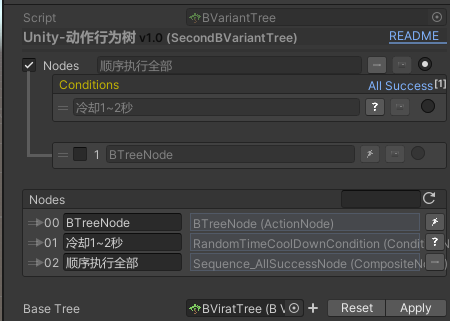 Script BVariantTree
Unity-动作行为树 v1.0 (SecondBVariantTree) README
Nodes 顺序执行全部
Conditions All Success[1]
冷却1~2秒 ?
1 BTreeNode
Nodes
00 BTreeNode BTreeNode (ActionNode)
01 冷却1~2秒 RandomTimeCoolDownCondition (Conditi ?
02 顺序执行全部 Sequence_AllSuccessNode (CompositeNo
Base Tree BViratTree (B V + Reset Apply